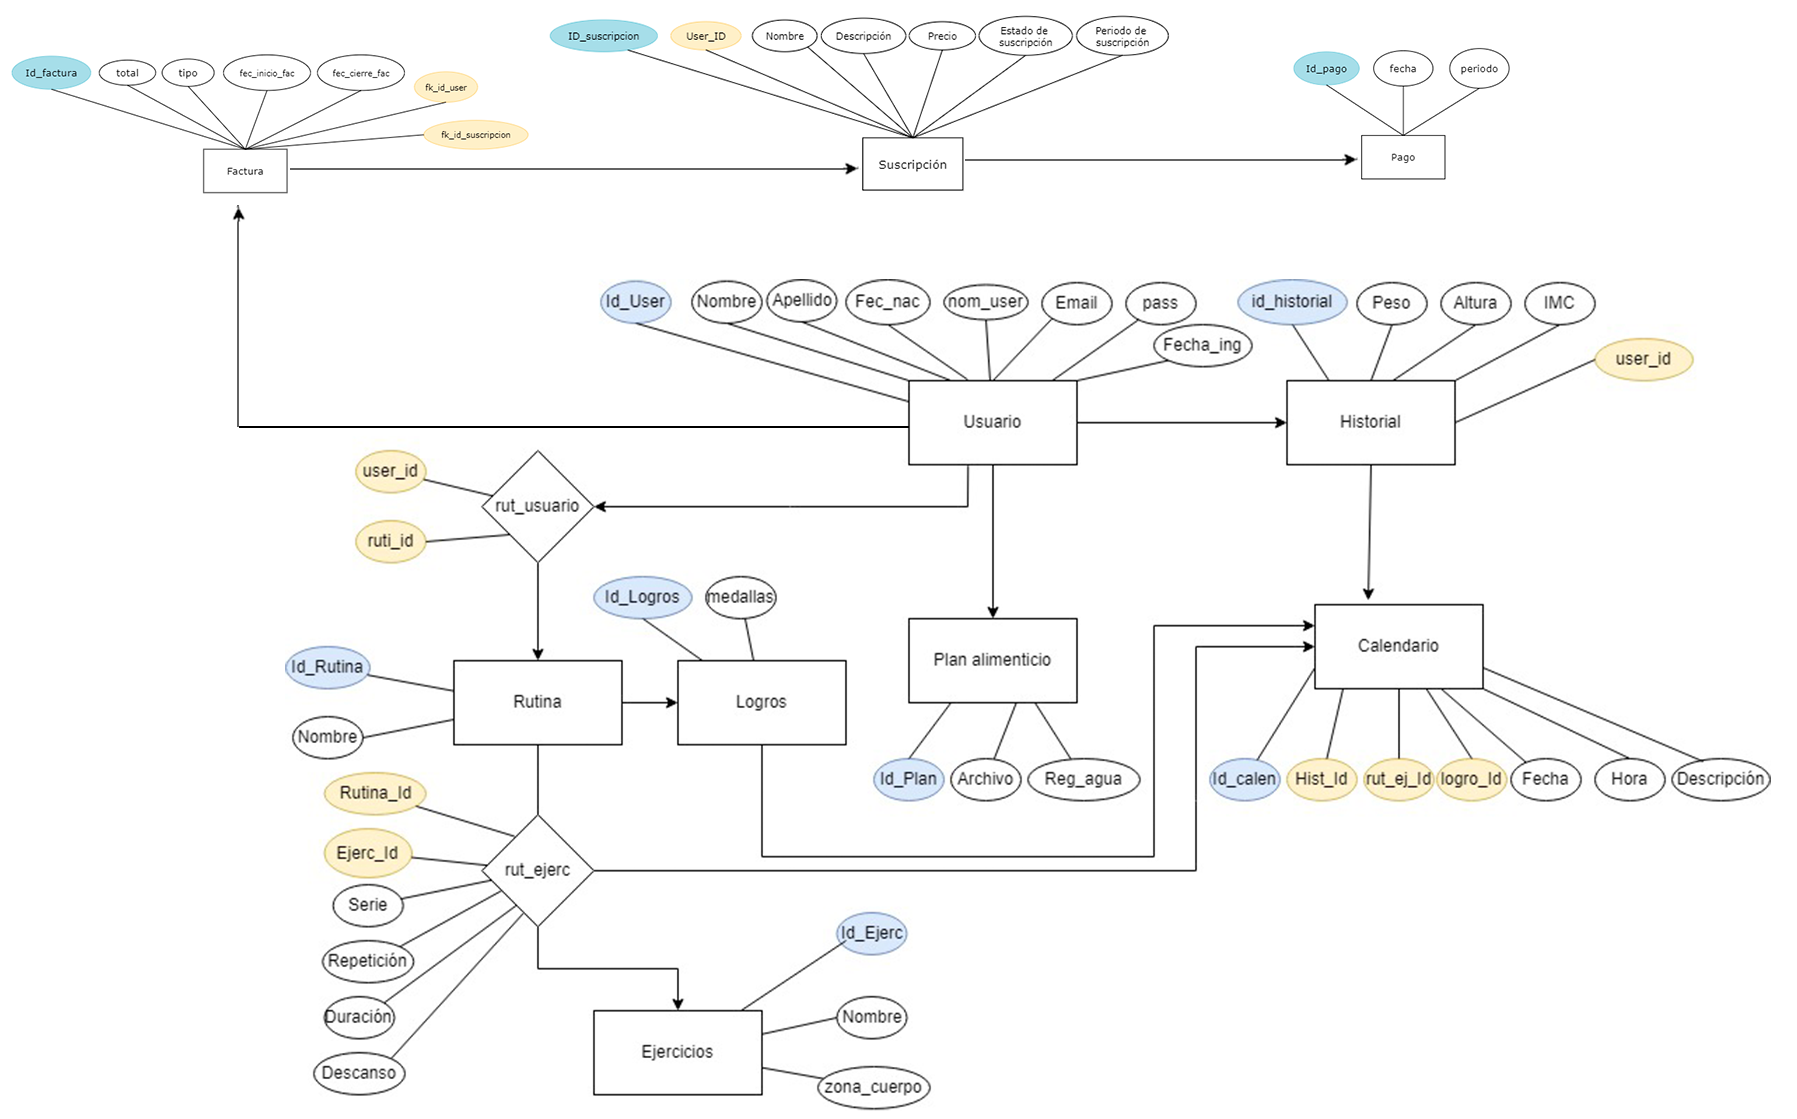 ID_suscripcion
User_ID
Nombre
Descripción
Precio
Estado de
suscripción
Periodo de
suscripción
Id_factura
total
tipo
fec_inicio_fac
fec_cierre_fac
fk_id_user
fk_id_suscripcion
Id_pago
fecha
periodo
Factura
Suscripción
Pago
Id_User
Nombre
Apellido
Fec_nac
nom_user
Email
pass
Fecha_ing
id_historial
Peso
Altura
IMC
user_id
Usuario
Historial
user_id
ruti_id
rut_usuario
Id_Logros
medallas
Id_Rutina
Nombre
Rutina
Logros
Plan alimenticio
Calendario
Id_Plan
Archivo
Reg_agua
Id_calen
Hist_Id
rut_ej_Id
logro_Id
Fecha
Hora
Descripción
Rutina_Id
Ejerc_Id
Serie
Repetición
Duración
Descanso
rut_ejerc
Id_Ejerc
Nombre
zona_cuerpo
Ejercicios